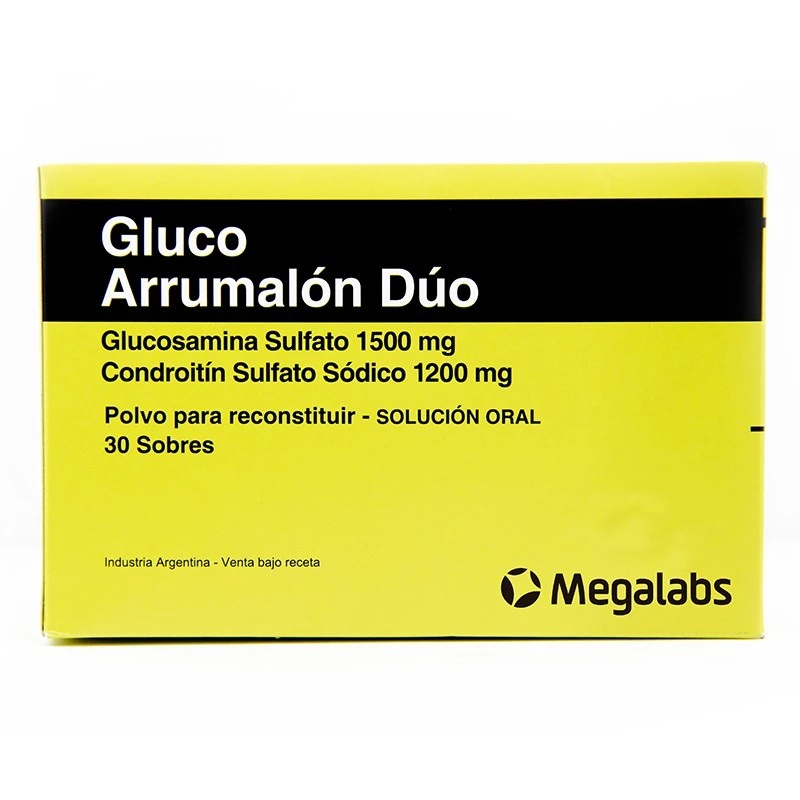 Gluco
Arrumalón Dúo
Glucosamina Sulfato 1500 mg
Condroitín Sulfato Sódico 1200 mg
Polvo para reconstituir - SOLUCIÓN ORAL
30 Sobres
Industria Argentina - Venta bajo receta
Megalabs